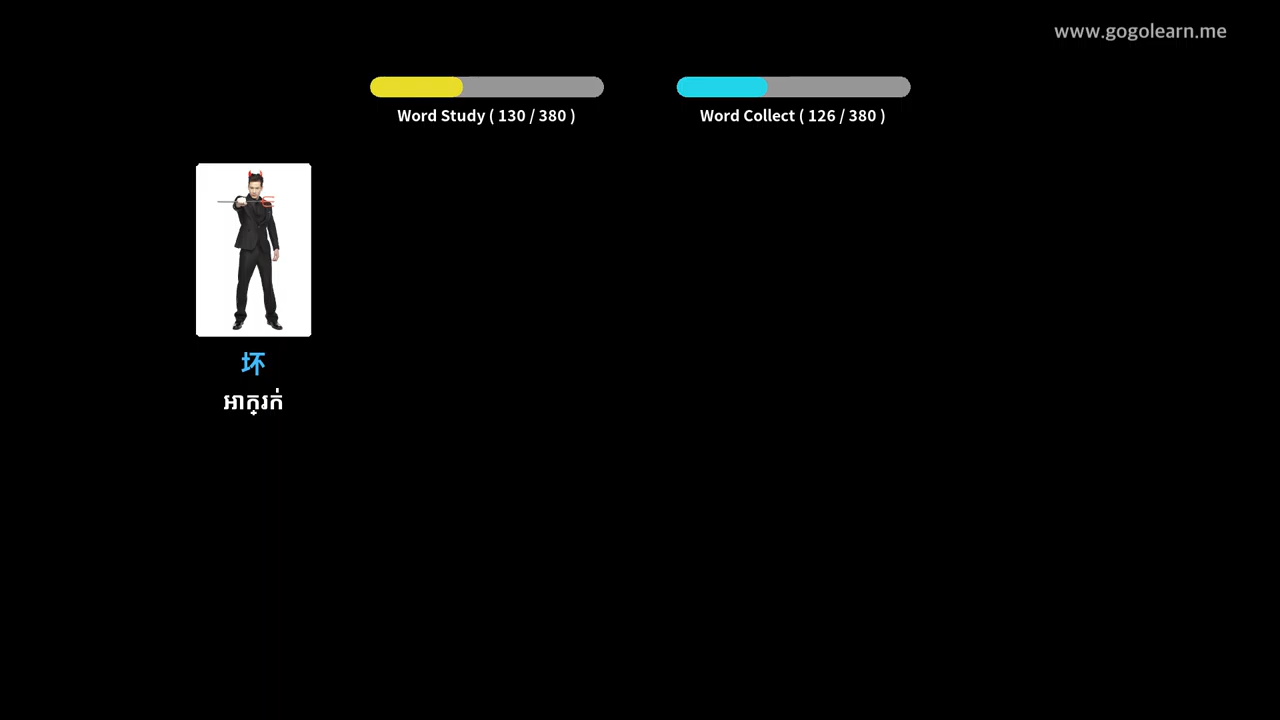 www.gogolearn.me
Word Study ( 130 / 380 )
Word Collect ( 126 / 380 )
坏
អាក្រក់